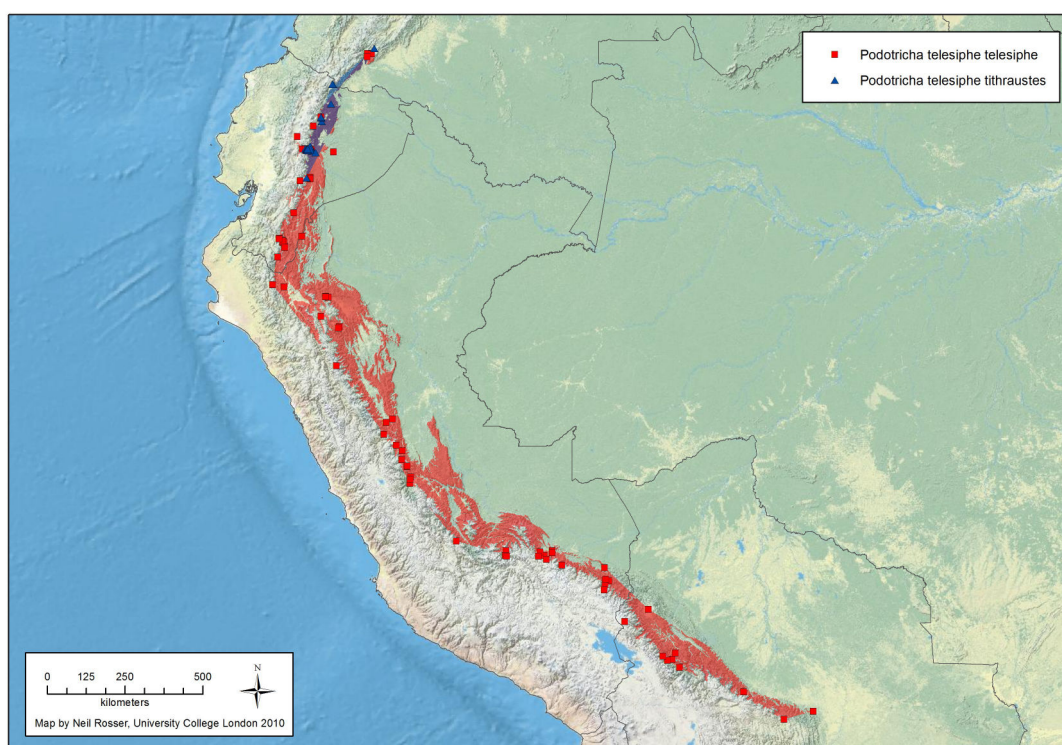 Podotricha telesiphe telesiphe
Podotricha telesiphe tithraustes
0 125 250 500
kilometers
N
Map by Neil Rosser, University College London 2010